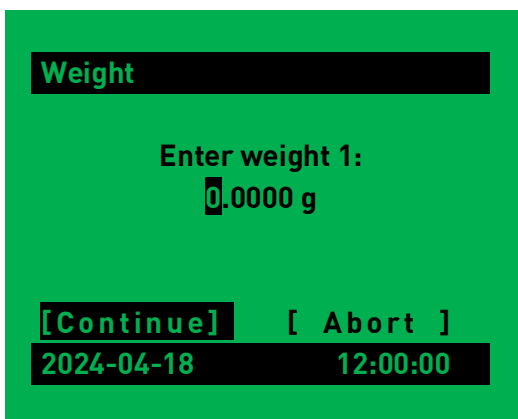 Weight
Enter weight 1:
0.0000 g
[Continue] [ Abort ]
2024-04-18 12:00:00